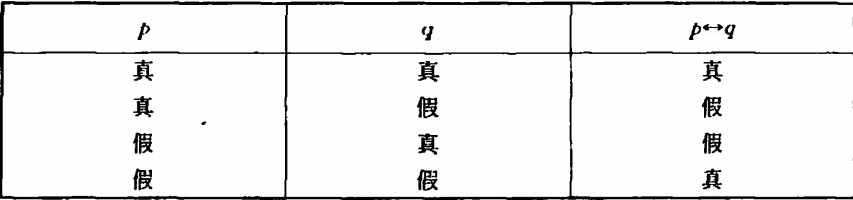 p q p↔q
真 真 真
真 假 假
假 真 假
假 假 真